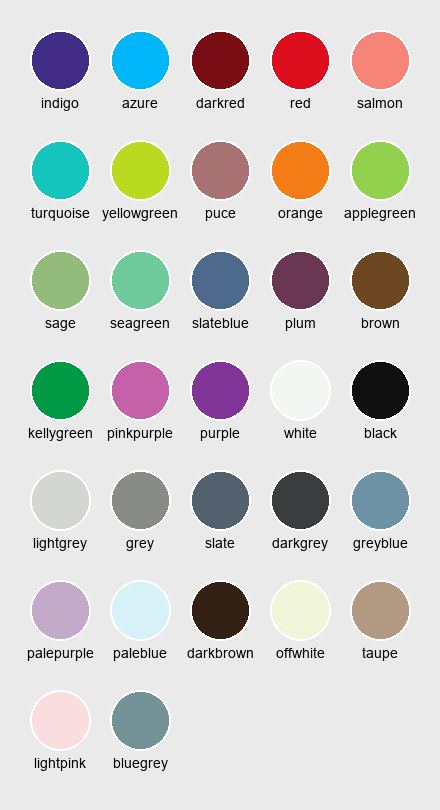 indigo azure darkred red salmon
turquoise yellowgreen puce orange applegreen
sage seagreen slateblue plum brown
kellygreen pinkpurple purple white black
lightgrey grey slate darkgrey greyblue
palepurple paleblue darkbrown offwhite taupe
lightpink bluegrey